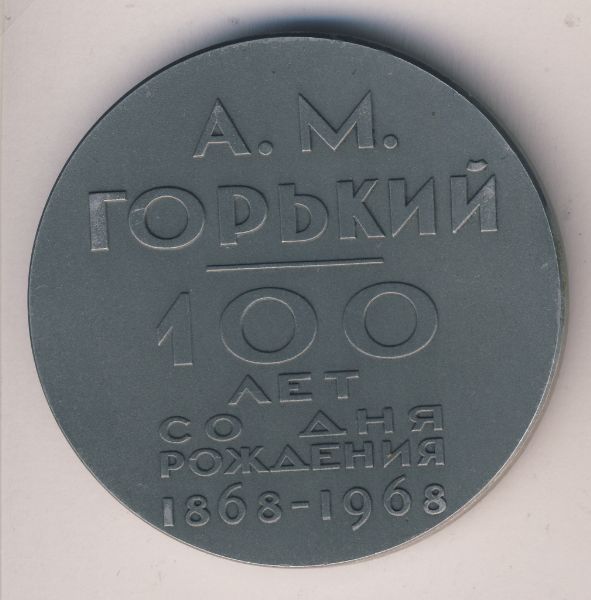 А. М.
ГОРЬКИЙ
100
ЛЕТ
СО ДНЯ
РОЖДЕНИЯ
1868-1968